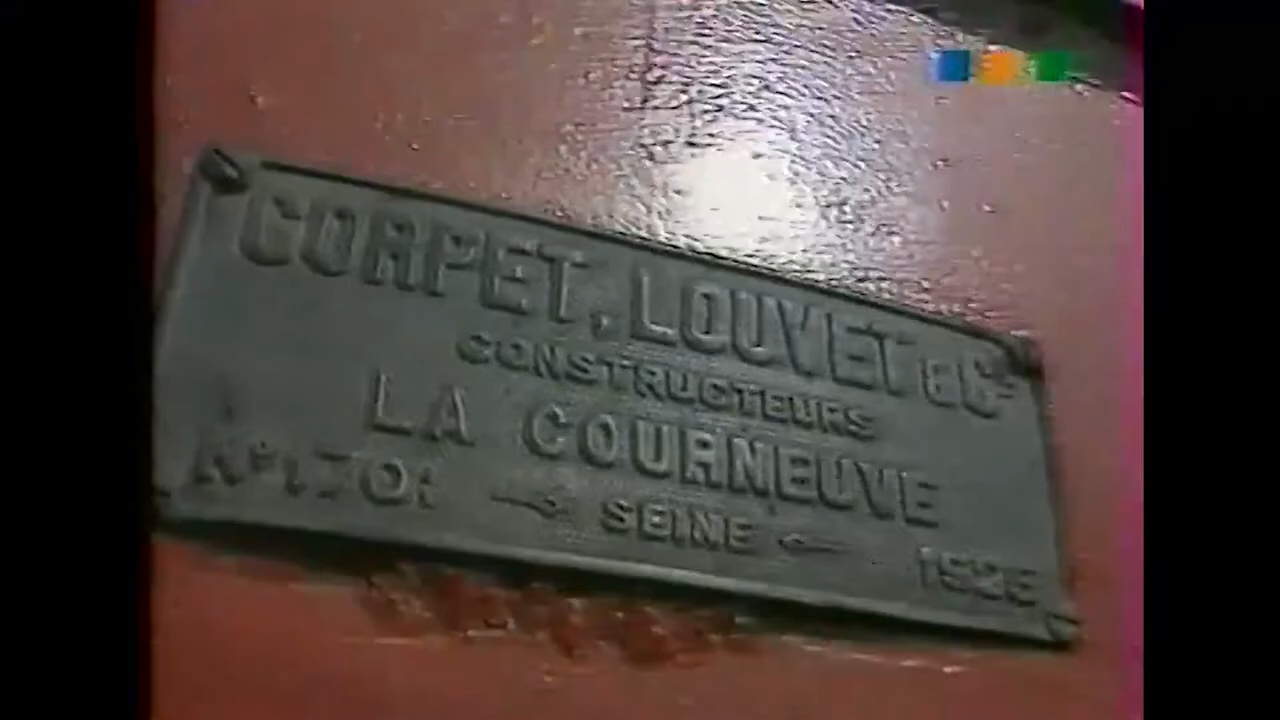 CORPET, LOUVET & Cie
CONSTRUCTEURS
LA COURNEUVE
SEINE